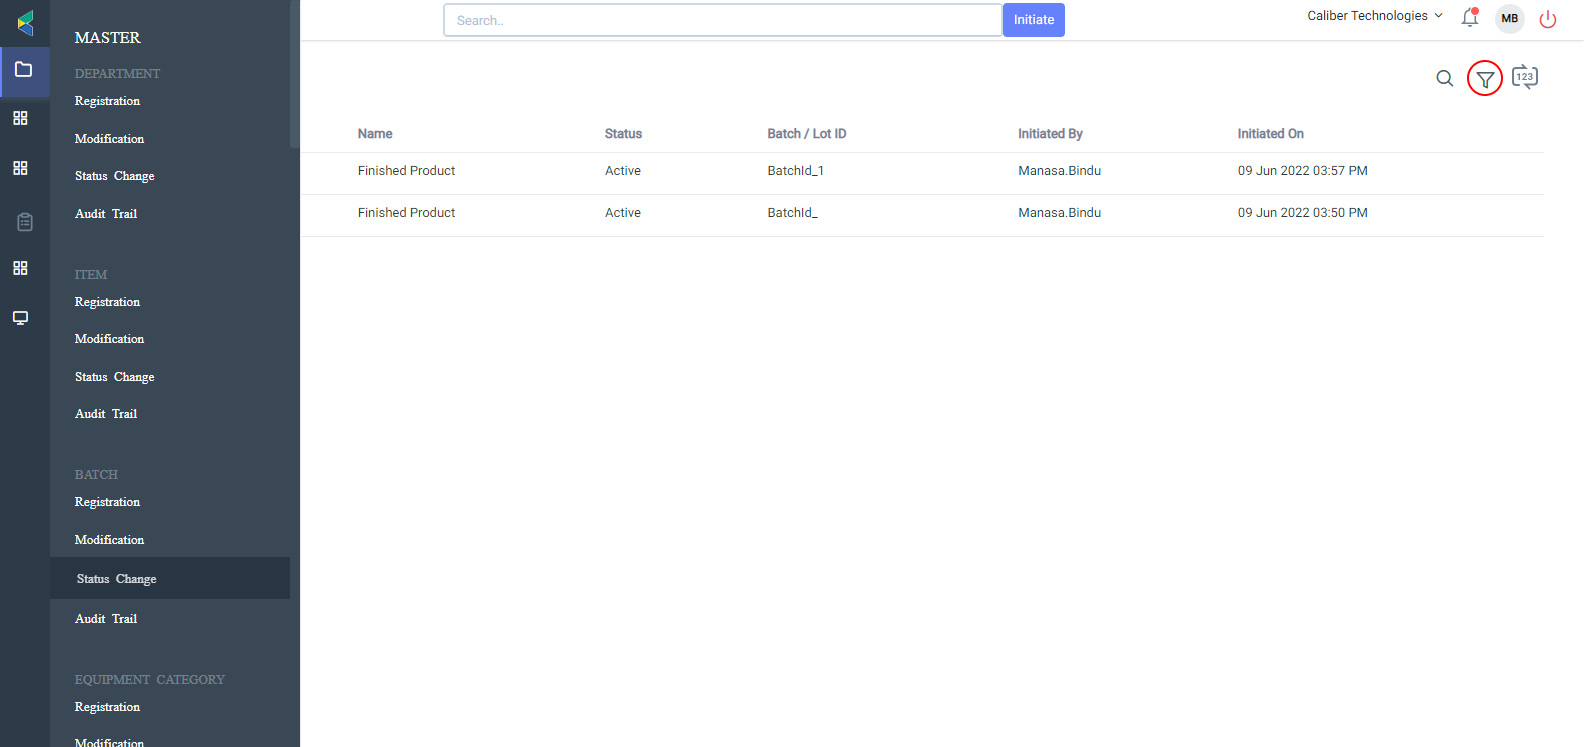 Search..
Initiate
Caliber Technologies
MB
123
MASTER
DEPARTMENT
Registration
Modification
Status Change
Audit Trail
ITEM
Registration
Modification
Status Change
Audit Trail
BATCH
Registration
Modification
Status Change
Audit Trail
EQUIPMENT CATEGORY
Registration
Modification
Name Status Batch / Lot ID Initiated By Initiated On
Finished Product Active BatchId_1 Manasa.Bindu 09 Jun 2022 03:57 PM
Finished Product Active BatchId_ Manasa.Bindu 09 Jun 2022 03:50 PM